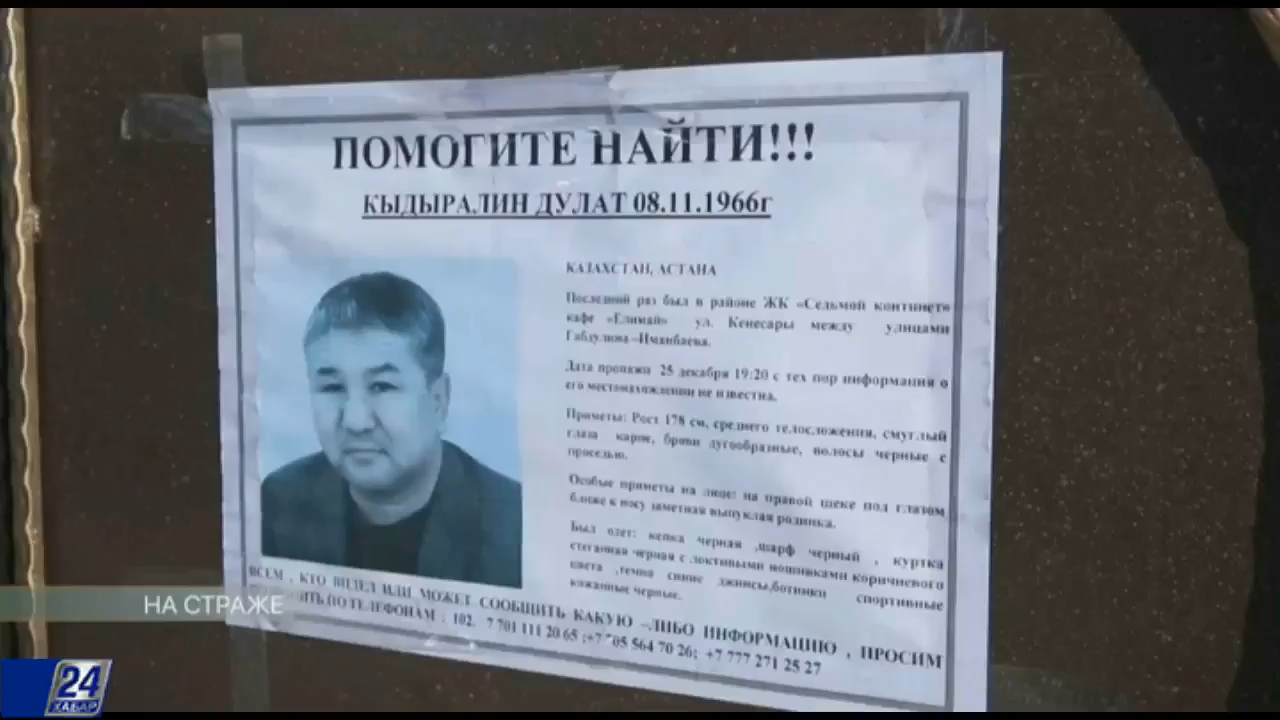 ПОМОГИТЕ НАЙТИ!!!
КЫДЫРАЛИН ДУЛАТ 08.11.1966г
КАЗАХСТАН, АСТАНА
Последний раз был в районе ЖК «Седьмой континет»
кафе «Елимай» ул. Кенесары между улицами
Габдулина –Иманбаева.
Дата пропажи 25 декабря 19:20 с тех пор информация о
его местонахождении не известна.
Приметы: Рост 178 см, среднего телосложения, смуглый
глаза карие, брови дугообразные, волосы черные с
проседью.
Особые приметы на лице: на правой щеке под глазом
ближе к носу заметная выпуклая родинка.
Был одет: кепка черная ,шарф черный , куртка
стеганная черная с локтивыми ношивками коричневого
цвета ,темно синие джинсы,ботинки спортивные
кожанные черные.
ВСЕМ , КТО ВИДЕЛ ИЛИ МОЖЕТ СООБЩИТЬ КАКУЮ –ЛИБО ИНФОРМАЦИЮ , ПРОСИМ
ПО ТЕЛЕФОНАМ : 102. 7 701 111 20 65 ;+7 705 564 70 26; +7 777 271 25 27
НА СТРАЖЕ
24
ХАБАР